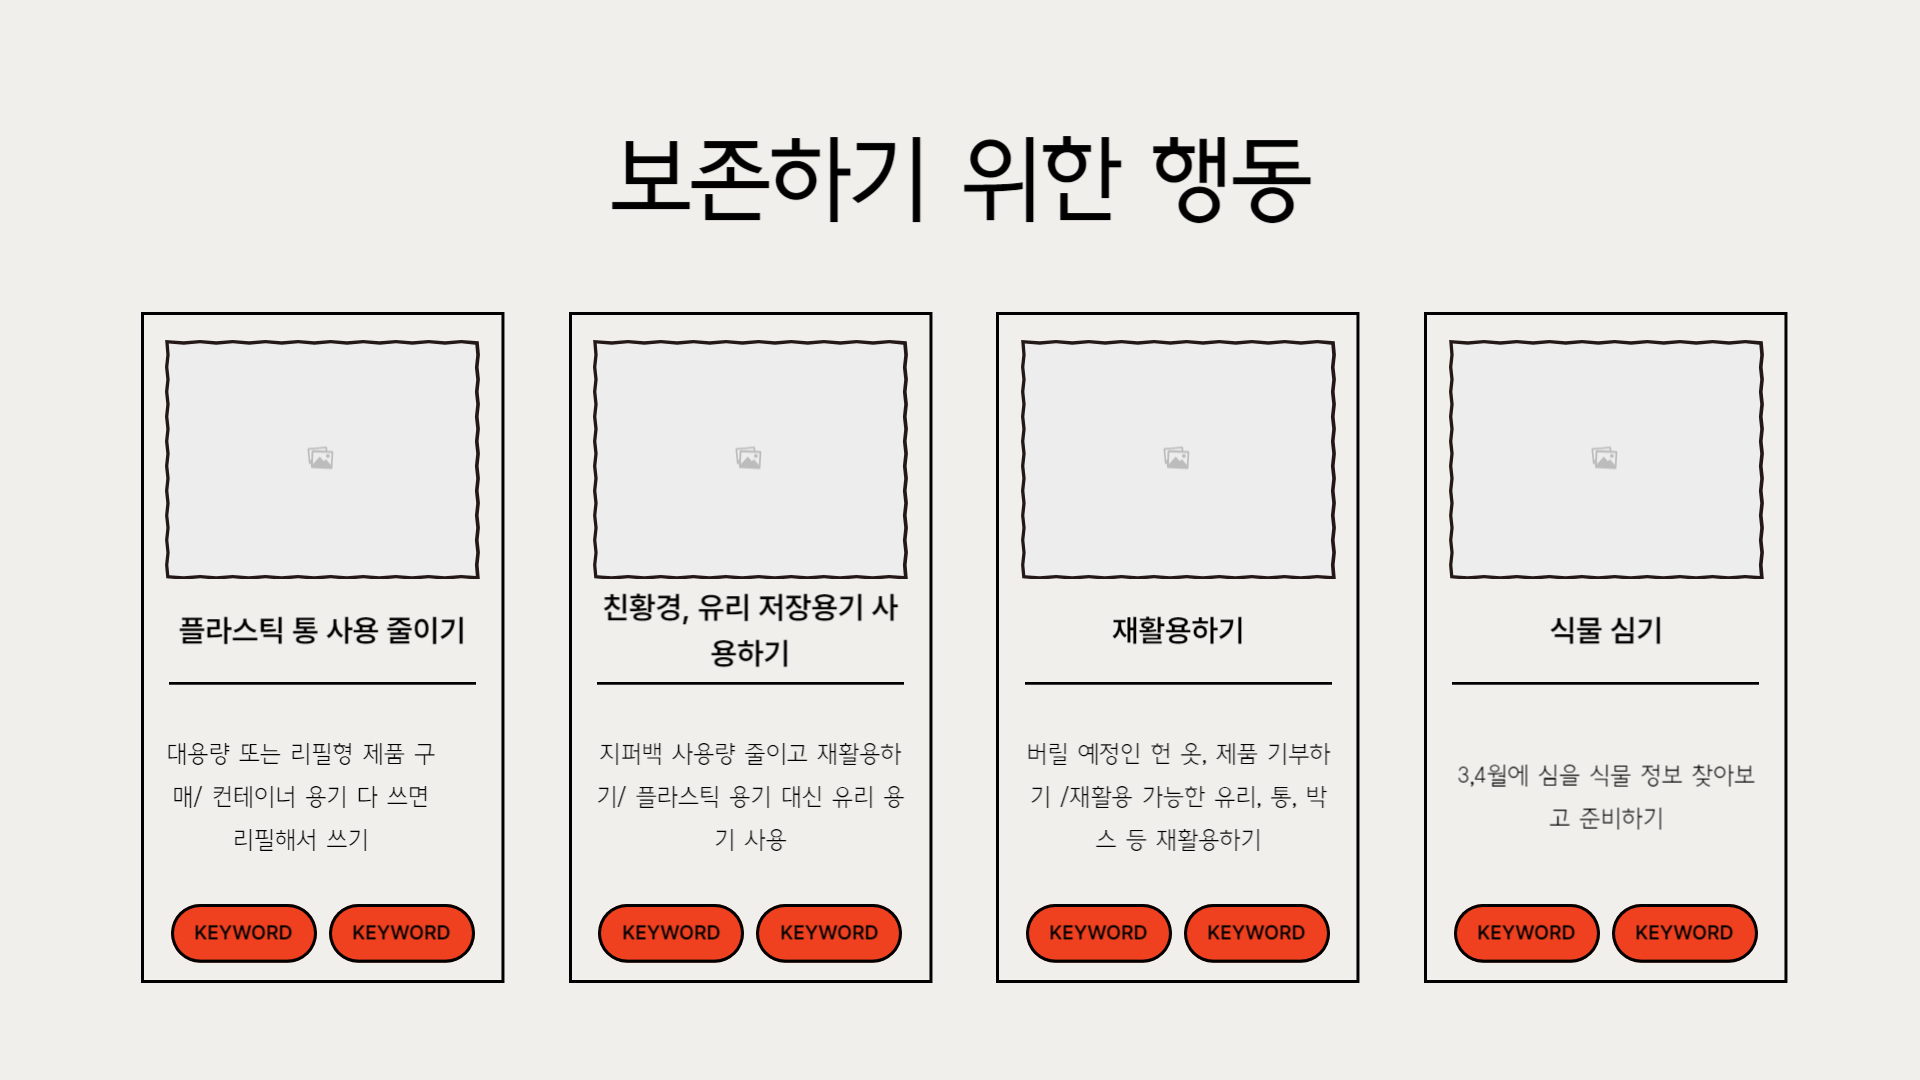 보존하기 위한 행동
플라스틱 통 사용 줄이기
대용량 또는 리필형 제품 구
매/ 컨테이너 용기 다 쓰면
리필해서 쓰기
KEYWORD KEYWORD
친황경, 유리 저장용기 사
용하기
지퍼백 사용량 줄이고 재활용하
기/ 플라스틱 용기 대신 유리 용
기 사용
KEYWORD KEYWORD
재활용하기
버릴 예정인 헌 옷, 제품 기부하
기 /재활용 가능한 유리, 통, 박
스 등 재활용하기
KEYWORD KEYWORD
식물 심기
3,4월에 심을 식물 정보 찾아보
고 준비하기
KEYWORD KEYWORD